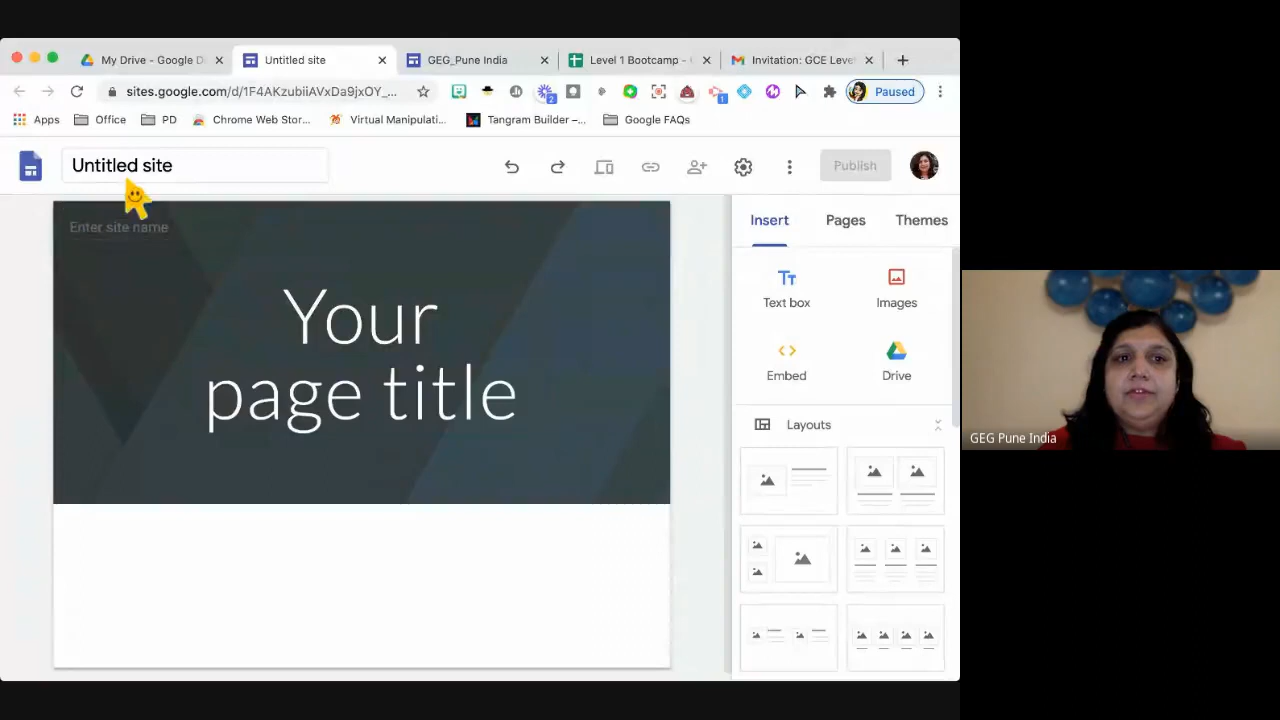 My Drive - Google D
Untitled site
GEG_Pune India
Level 1 Bootcamp -
Invitation: GCE Leve
sites.google.com/d/1F4AKzubiiAVxDa9jxOY_...
2
1
Paused
Apps
Office
PD
Chrome Web Stor...
Virtual Manipulati...
Tangram Builder –...
Google FAQs
Untitled site
Publish
Enter site name
Your
page title
Insert
Pages
Themes
Text box
Images
Embed
Drive
Layouts
GEG Pune India